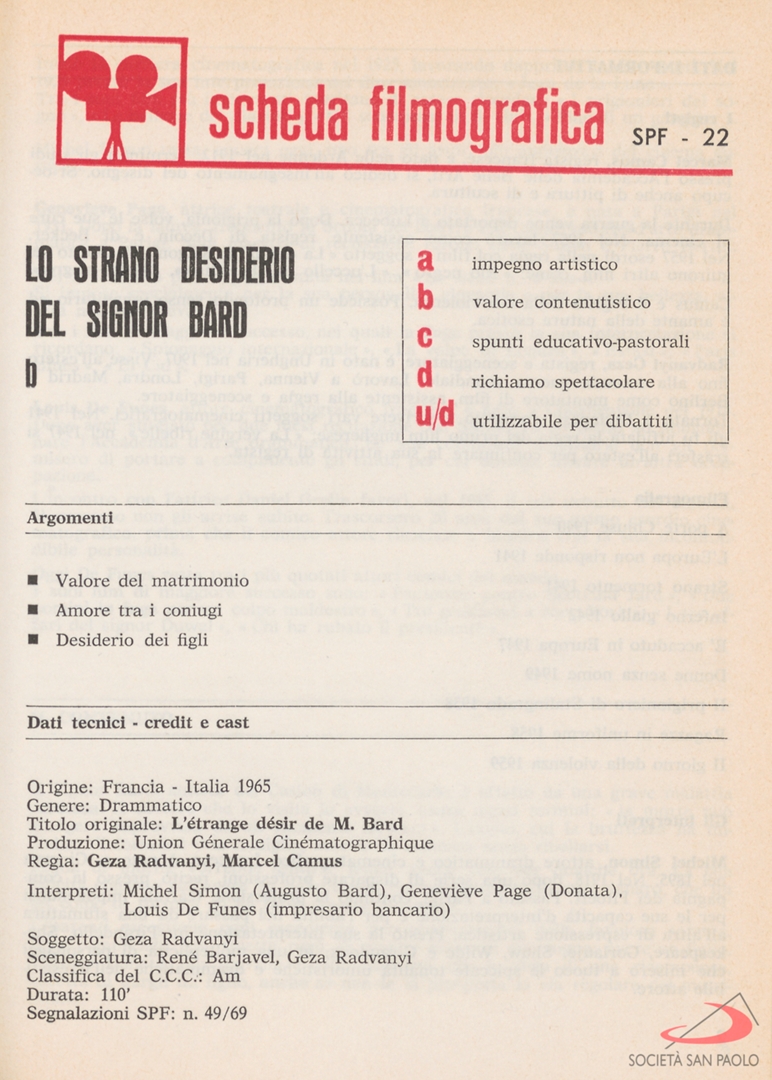 scheda filmografica SPF - 22
LO STRANO DESIDERIO
DEL SIGNOR BARD
b
a impegno artistico
b valore contenutistico
c spunti educativo-pastorali
d richiamo spettacolare
u/d utilizzabile per dibattiti
Argomenti
■ Valore del matrimonio
■ Amore tra i coniugi
■ Desiderio dei figli
Dati tecnici - credit e cast
Origine: Francia - Italia 1965
Genere: Drammatico
Titolo originale: L'étrange désir de M. Bard
Produzione: Union Génerale Cinématographique
Regìa: Geza Radvanyi, Marcel Camus
Interpreti: Michel Simon (Augusto Bard), Geneviève Page (Donata),
Louis De Funes (impresario bancario)
Soggetto: Geza Radvanyi
Sceneggiatura: René Barjavel, Geza Radvanyi
Classifica del C.C.C.: Am
Durata: 110'
Segnalazioni SPF: n. 49/69
SOCIETÀ SAN PAOLO